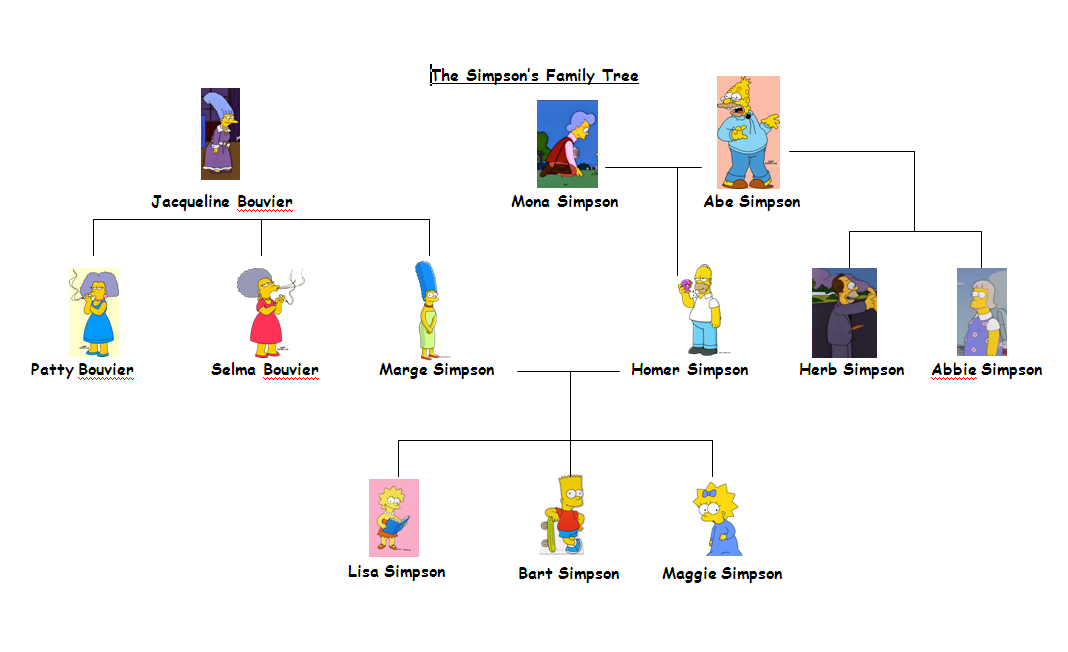 The Simpson's Family Tree
Jacqueline Bouvier
Mona Simpson
Abe Simpson
Patty Bouvier
Selma Bouvier
Marge Simpson
Homer Simpson
Herb Simpson
Abbie Simpson
Lisa Simpson
Bart Simpson
Maggie Simpson